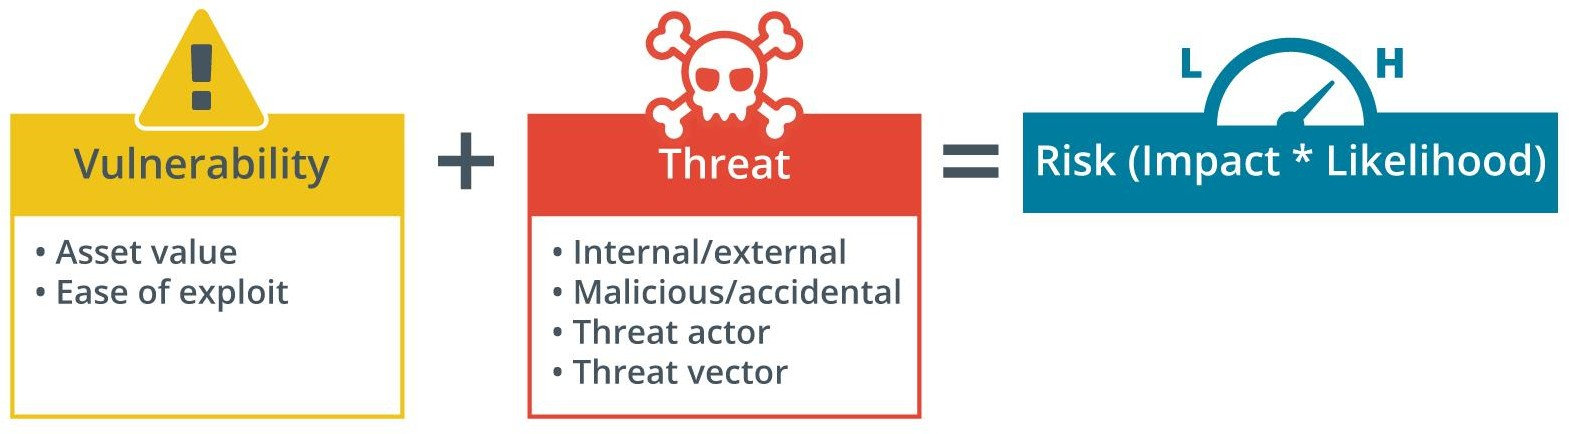 L H
!
Vulnerability
+
Threat
=
Risk (Impact * Likelihood)
• Asset value
• Ease of exploit
• Internal/external
• Malicious/accidental
• Threat actor
• Threat vector